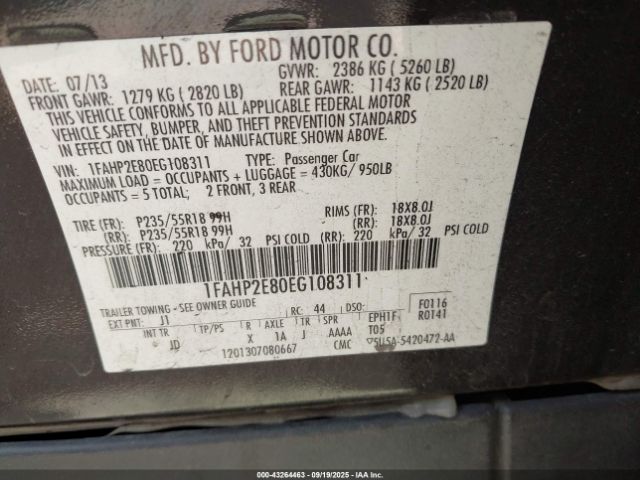 MFD. BY FORD MOTOR CO.
DATE: 07/13 GVWR: 2386 KG ( 5260 LB)
FRONT GAWR: 1279 KG ( 2820 LB) REAR GAWR: 1143 KG ( 2520 LB)
THIS VEHICLE CONFORMS TO ALL APPLICABLE FEDERAL MOTOR
VEHICLE SAFETY, BUMPER, AND THEFT PREVENTION STANDARDS
IN EFFECT ON THE DATE OF MANUFACTURE SHOWN ABOVE.
VIN: 1FAHP2E80EG108311 TYPE: Passenger Car
MAXIMUM LOAD = OCCUPANTS + LUGGAGE = 430KG/ 950LB
OCCUPANTS = 5 TOTAL; 2 FRONT, 3 REAR
TIRE (FR): P235/55R18 99H RIMS (FR): 18X8.0J
(RR): P235/55R18 99H (RR): 18X8.0J
PRESSURE (FR): 220 kPa/ 32 PSI COLD (RR): 220 kPa/ 32 PSI COLD
1FAHP2E80EG108311
TRAILER TOWING - SEE OWNER GUIDE
EXT PNT: J1 RC: 44 DSO: F0116
R0T41
INT TR TP/PS R AXLE TR SPR EPH1F
JD X 1A J AAAA T05
1201307080667 CMC ▽5U5A-5420472-AA
000-43264463 - 09/19/2025 - IAA Inc.